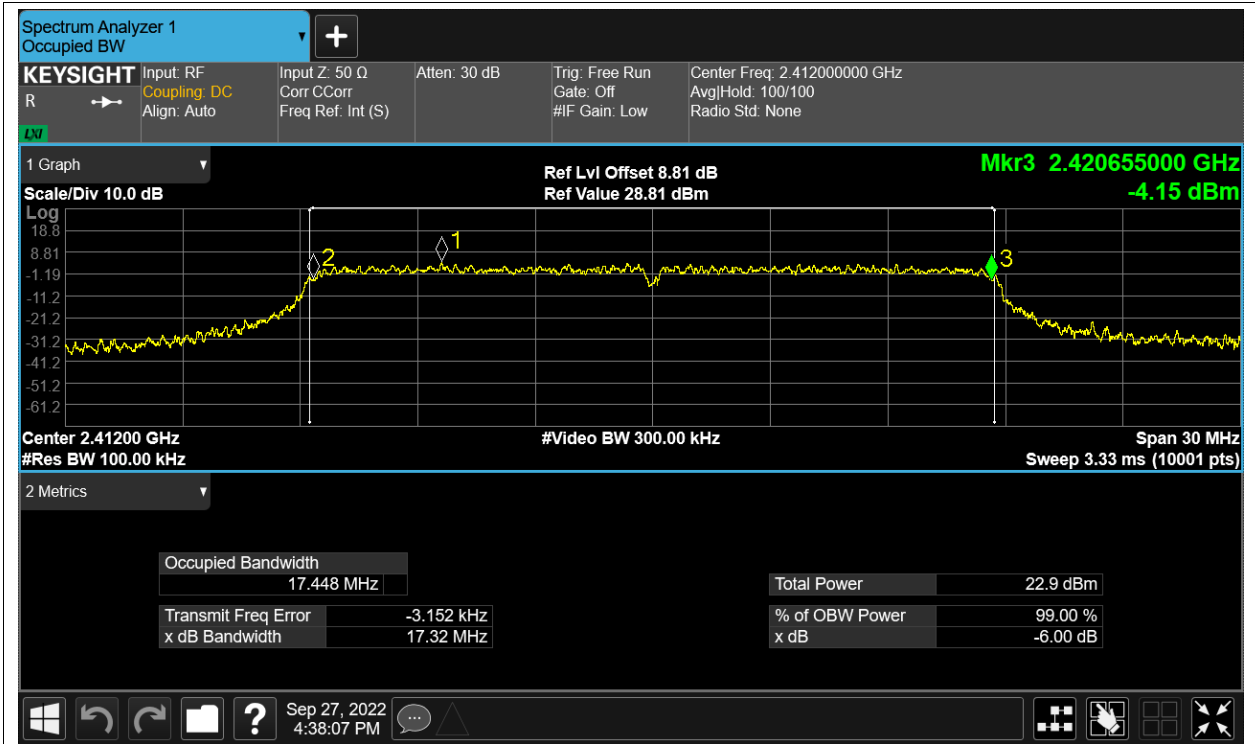 Spectrum Analyzer 1
Occupied BW
+
KEYSIGHT
R
LXI
Input: RF
Coupling: DC
Align: Auto
Input Z: 50 Ω
Corr CCorr
Freq Ref: Int (S)
Atten: 30 dB
Trig: Free Run
Gate: Off
#IF Gain: Low
Center Freq: 2.412000000 GHz
Avg|Hold: 100/100
Radio Std: None
1 Graph
Scale/Div 10.0 dB
Ref Lvl Offset 8.81 dB
Ref Value 28.81 dBm
Mkr3 2.420655000 GHz
-4.15 dBm
Log
18.8
8.81
-1.19
-11.2
-21.2
-31.2
-41.2
-51.2
-61.2
2
1
3
Center 2.41200 GHz
#Video BW 300.00 kHz
Span 30 MHz
#Res BW 100.00 kHz
Sweep 3.33 ms (10001 pts)
2 Metrics
Occupied Bandwidth
17.448 MHz
Total Power 22.9 dBm
Transmit Freq Error -3.152 kHz
% of OBW Power 99.00 %
x dB Bandwidth 17.32 MHz
x dB -6.00 dB
?
Sep 27, 2022
4:38:07 PM